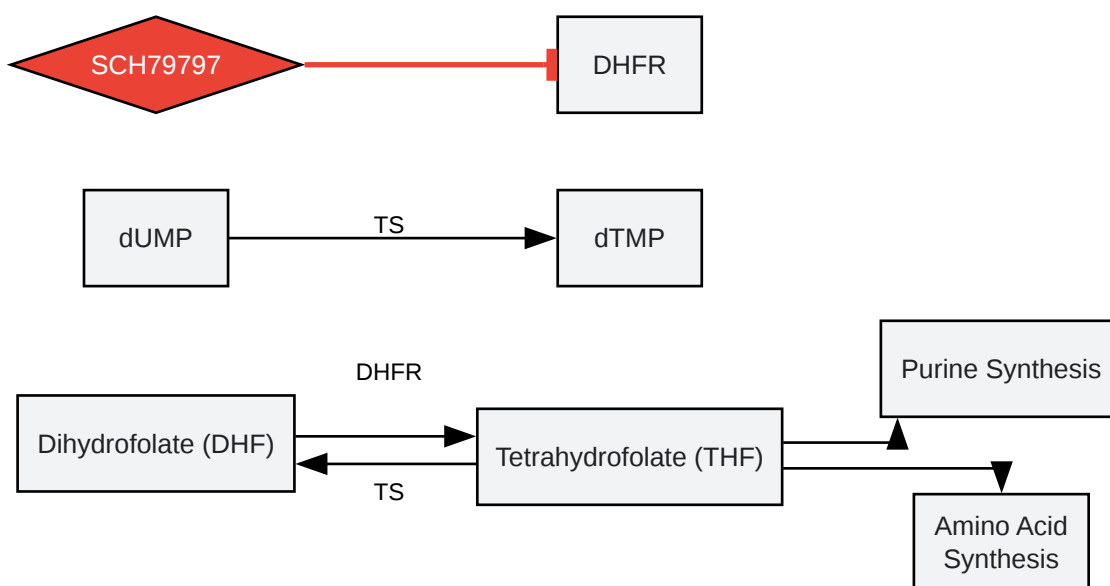 SCH79797
DHFR
dUMP
TS
dTMP
DHFR
Purine Synthesis
Dihydrofolate (DHF)
Tetrahydrofolate (THF)
TS
Amino Acid
Synthesis